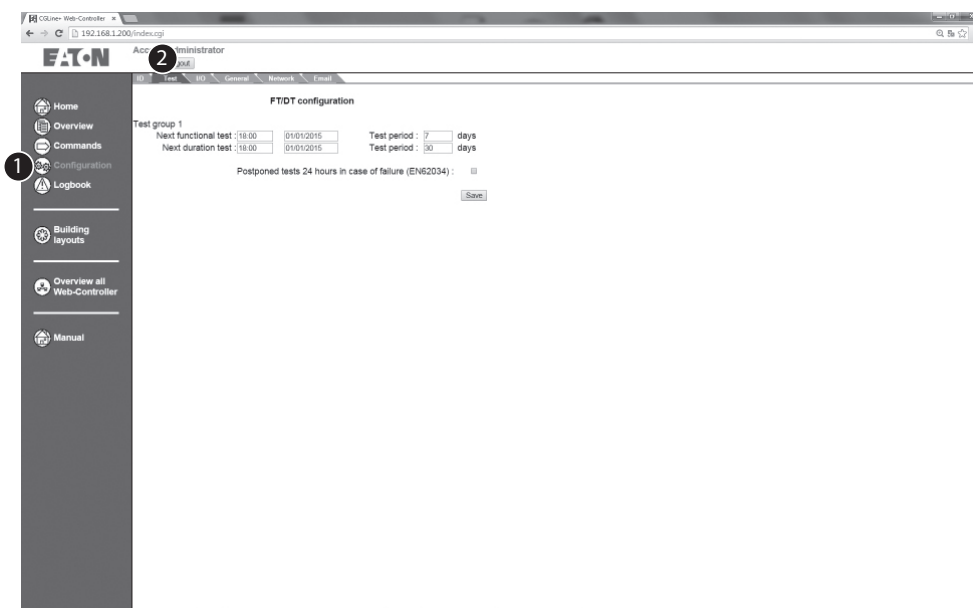 CGLine+ Web-Controller ×
192.168.1.200/index.cgi
EATON
Administrator
2
ID Test I/O General Network Email
FT/DT configuration
Home
Overview
Commands
1
Configuration
Logbook
Building
layouts
Overview all
Web-Controller
Manual
Test group 1
Next functional test : 18:00 01/01/2015 Test period : 7 days
Next duration test : 18:00 01/01/2015 Test period : 30 days
Postponed tests 24 hours in case of failure (EN62034) :
Save